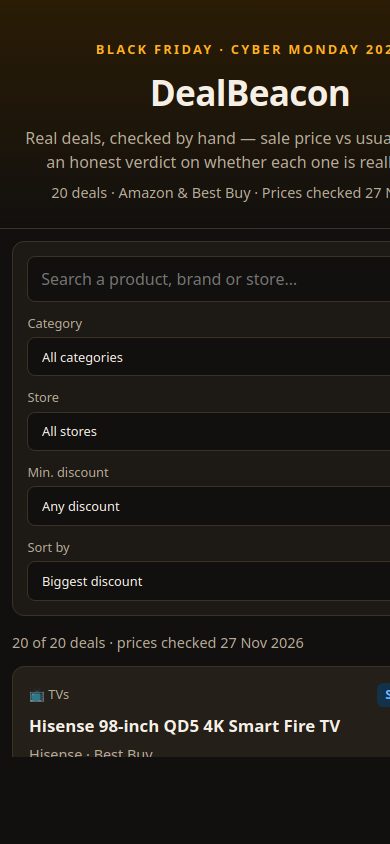 BLACK FRIDAY · CYBER MONDAY
DealBeacon
Real deals, checked by hand — sale price vs
an honest verdict on whether each one is
20 deals · Amazon & Best Buy · Prices checked 27
Search a product, brand or store...
Category
All categories
Store
All stores
Min. discount
Any discount
Sort by
Biggest discount
20 of 20 deals · prices checked 27 Nov 2026
📺 TVs
Hisense 98-inch QD5 4K Smart Fire TV
Hisense · Best Buy